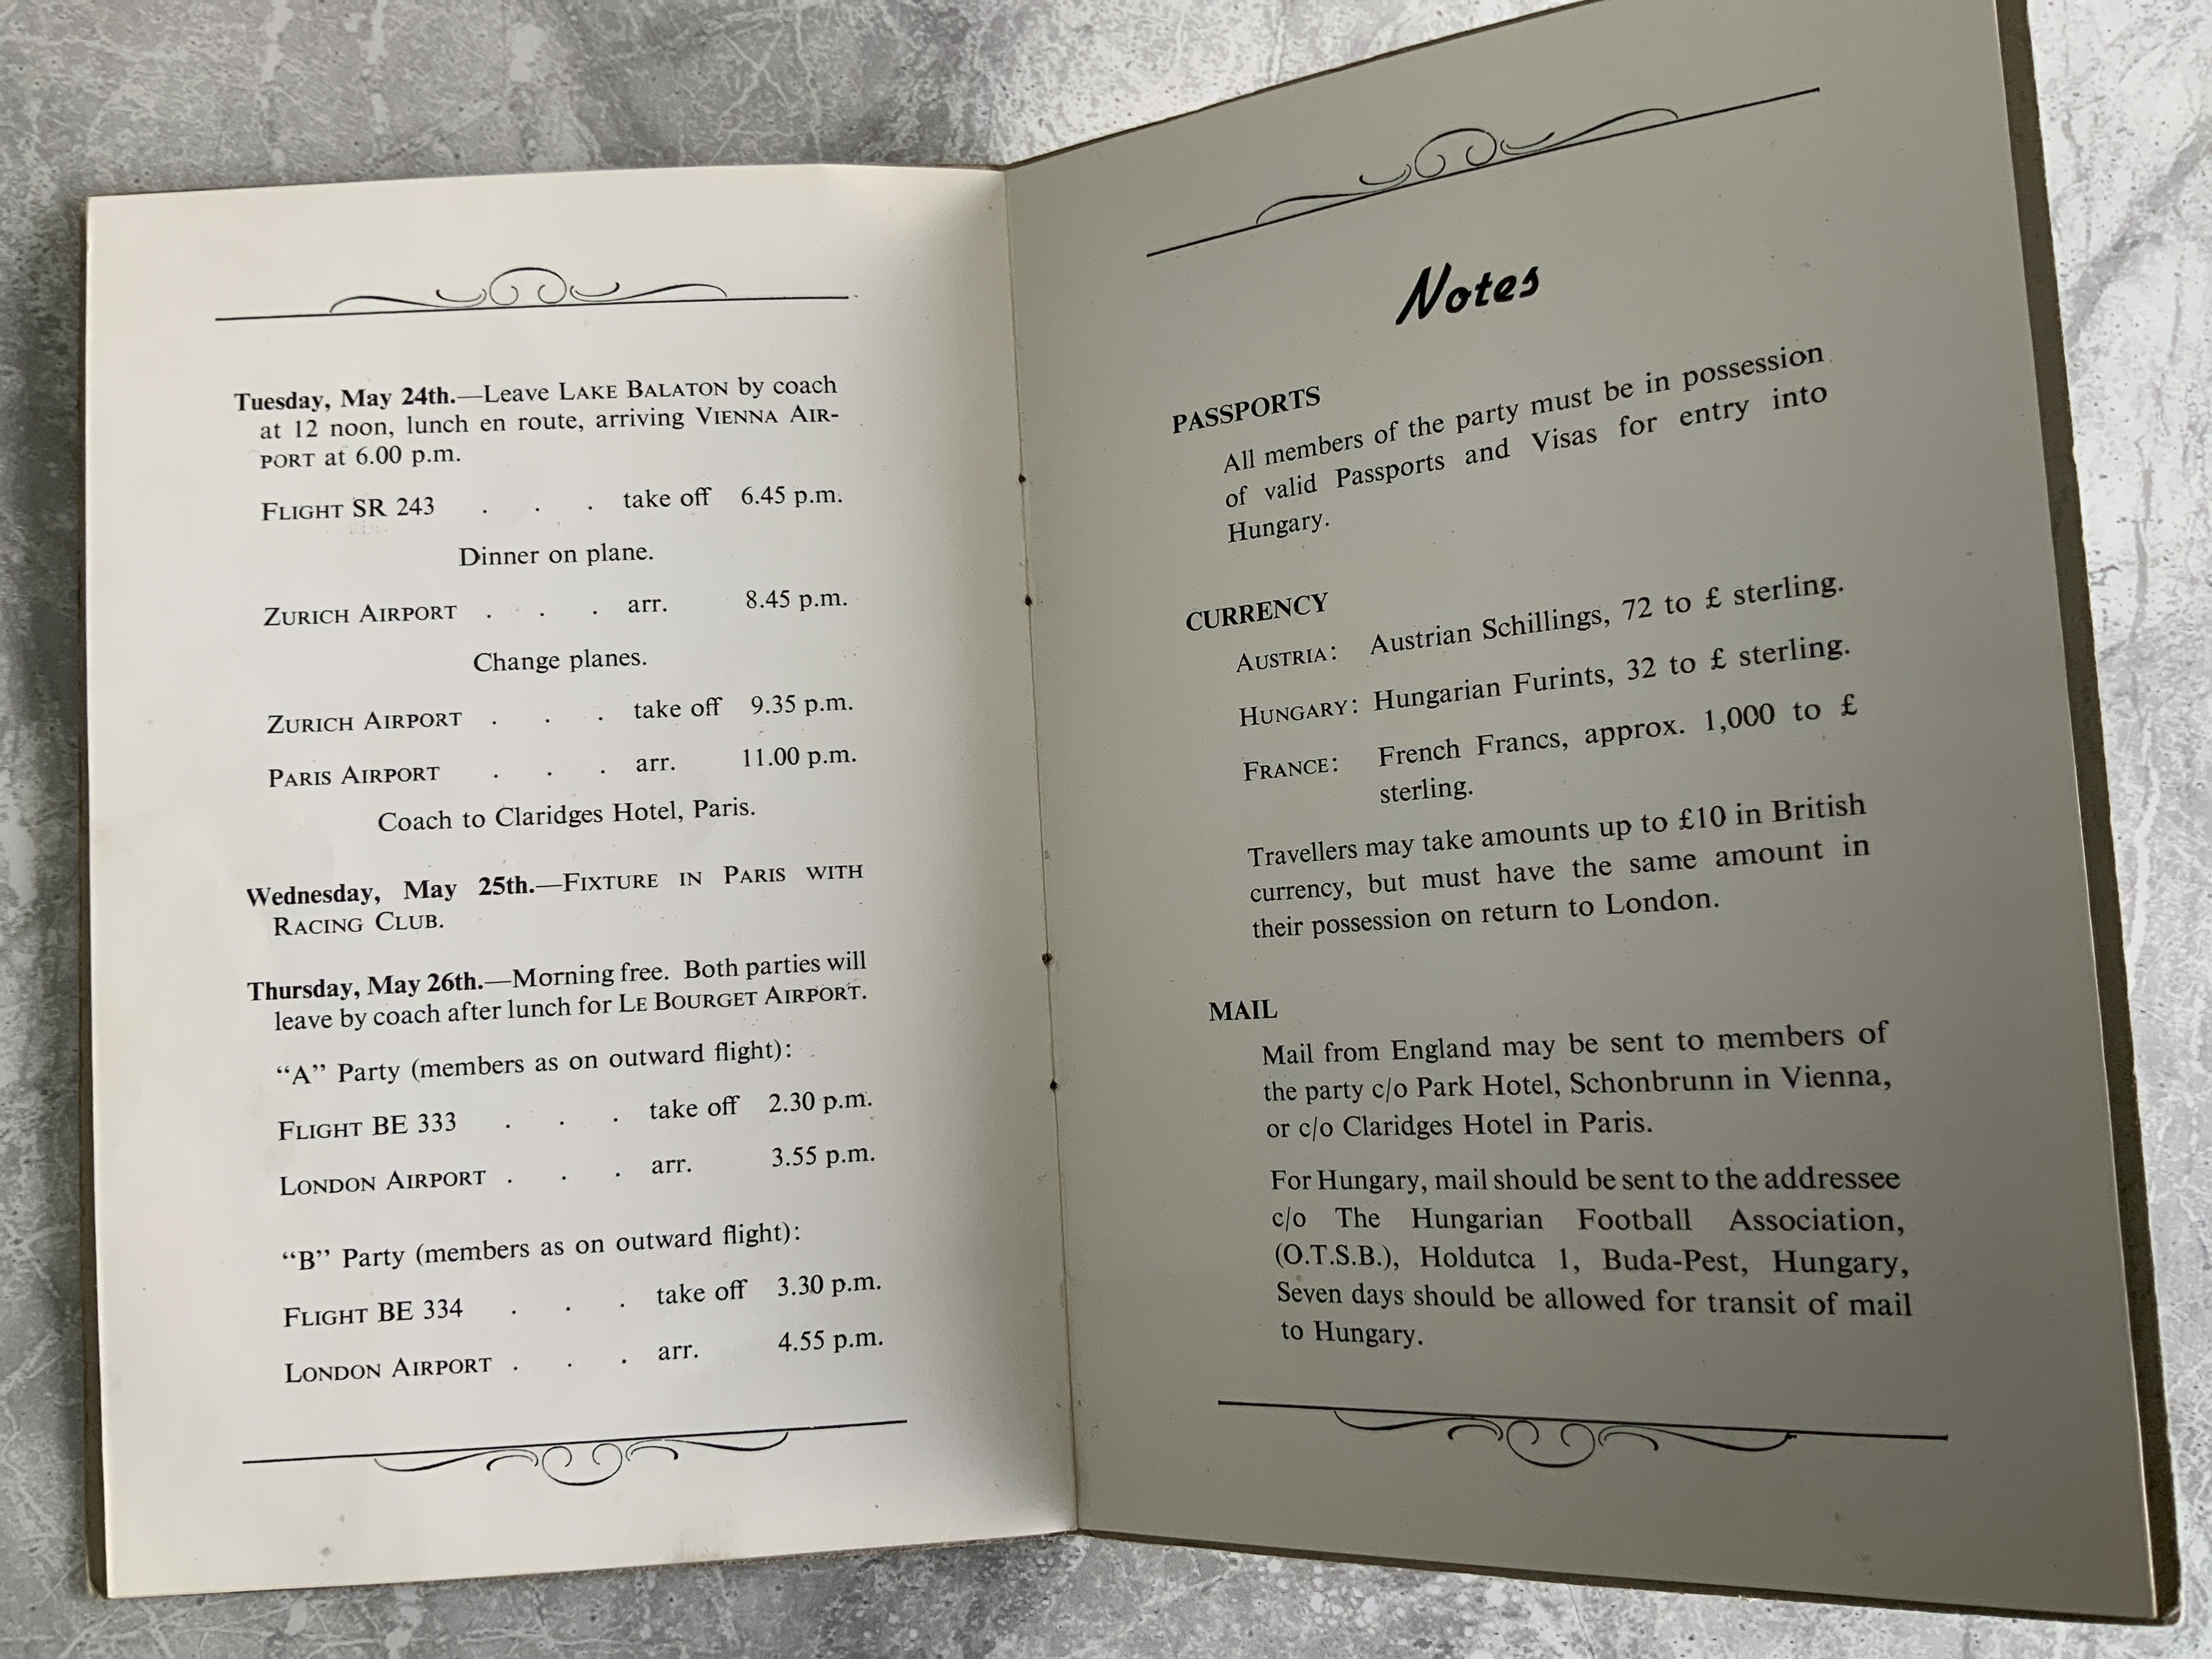 Tuesday, May 24th.—Leave LAKE BALATON by coach
at 12 noon, lunch en route, arriving VIENNA AIR-
PORT at 6.00 p.m.
FLIGHT SR 243 . . . take off 6.45 p.m.
Dinner on plane.
ZURICH AIRPORT . . . arr. 8.45 p.m.
Change planes.
ZURICH AIRPORT . . . take off 9.35 p.m.
PARIS AIRPORT . . . arr. 11.00 p.m.
Coach to Claridges Hotel, Paris.
Wednesday, May 25th.—FIXTURE IN PARIS WITH
RACING CLUB.
Thursday, May 26th.—Morning free. Both parties will
leave by coach after lunch for LE BOURGET AIRPORT.
“A” Party (members as on outward flight):
FLIGHT BE 333 . . . take off 2.30 p.m.
LONDON AIRPORT . . . arr. 3.55 p.m.
“B” Party (members as on outward flight):
FLIGHT BE 334 . . . take off 3.30 p.m.
LONDON AIRPORT . . . arr. 4.55 p.m.
Notes
PASSPORTS
All members of the party must be in possession
of valid Passports and Visas for entry into
Hungary.
CURRENCY
AUSTRIA: Austrian Schillings, 72 to £ sterling.
HUNGARY: Hungarian Furints, 32 to £ sterling.
FRANCE: French Francs, approx. 1,000 to £
sterling.
Travellers may take amounts up to £10 in British
currency, but must have the same amount in
their possession on return to London.
MAIL
Mail from England may be sent to members of
the party c/o Park Hotel, Schonbrunn in Vienna,
or c/o Claridges Hotel in Paris.
For Hungary, mail should be sent to the addressee
c/o The Hungarian Football Association,
(O.T.S.B.), Holdutca 1, Buda-Pest, Hungary,
Seven days should be allowed for transit of mail
to Hungary.